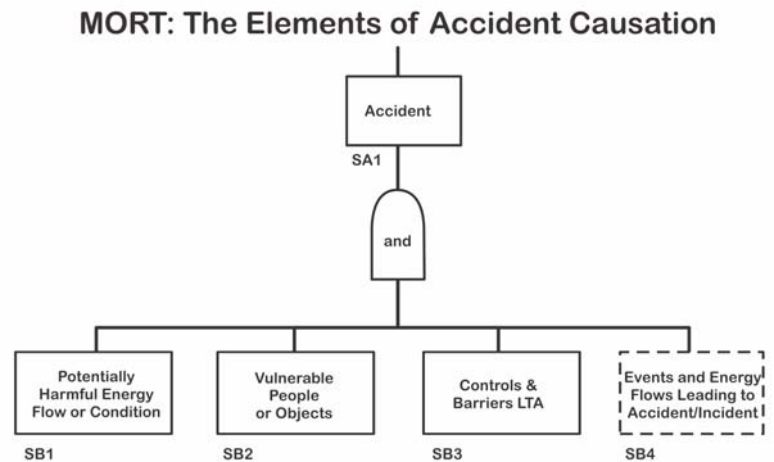 MORT: The Elements of Accident Causation
Accident
SA1
and
Potentially
Harmful Energy
Flow or Condition
SB1
Vulnerable
People
or Objects
SB2
Controls &
Barriers LTA
SB3
Events and Energy
Flows Leading to
Accident/Incident
SB4